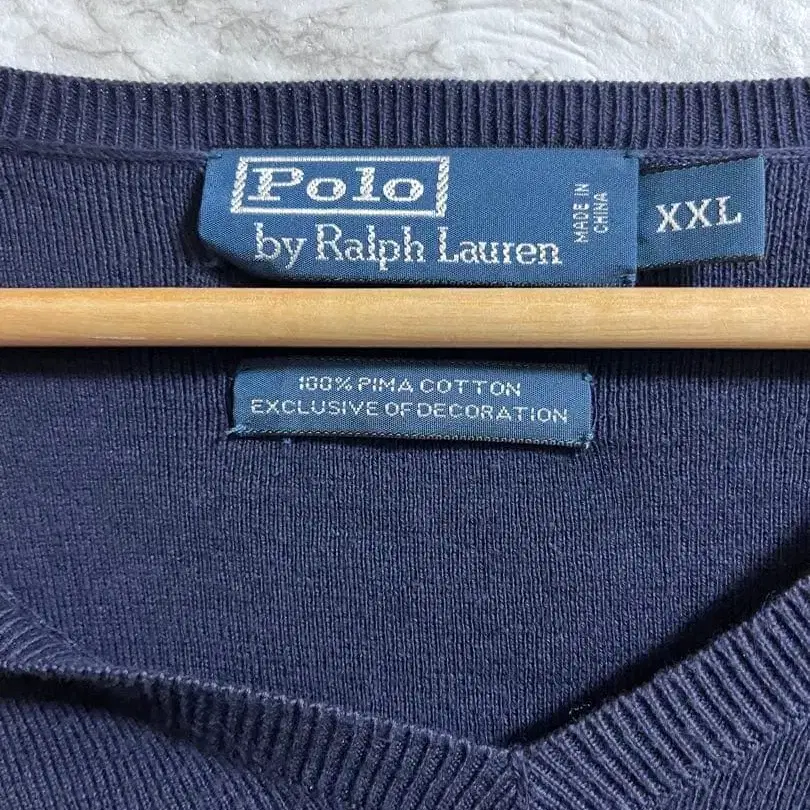 Polo
by Ralph Lauren
MADE IN
CHINA
XXL
100% PIMA COTTON
EXCLUSIVE OF DECORATION